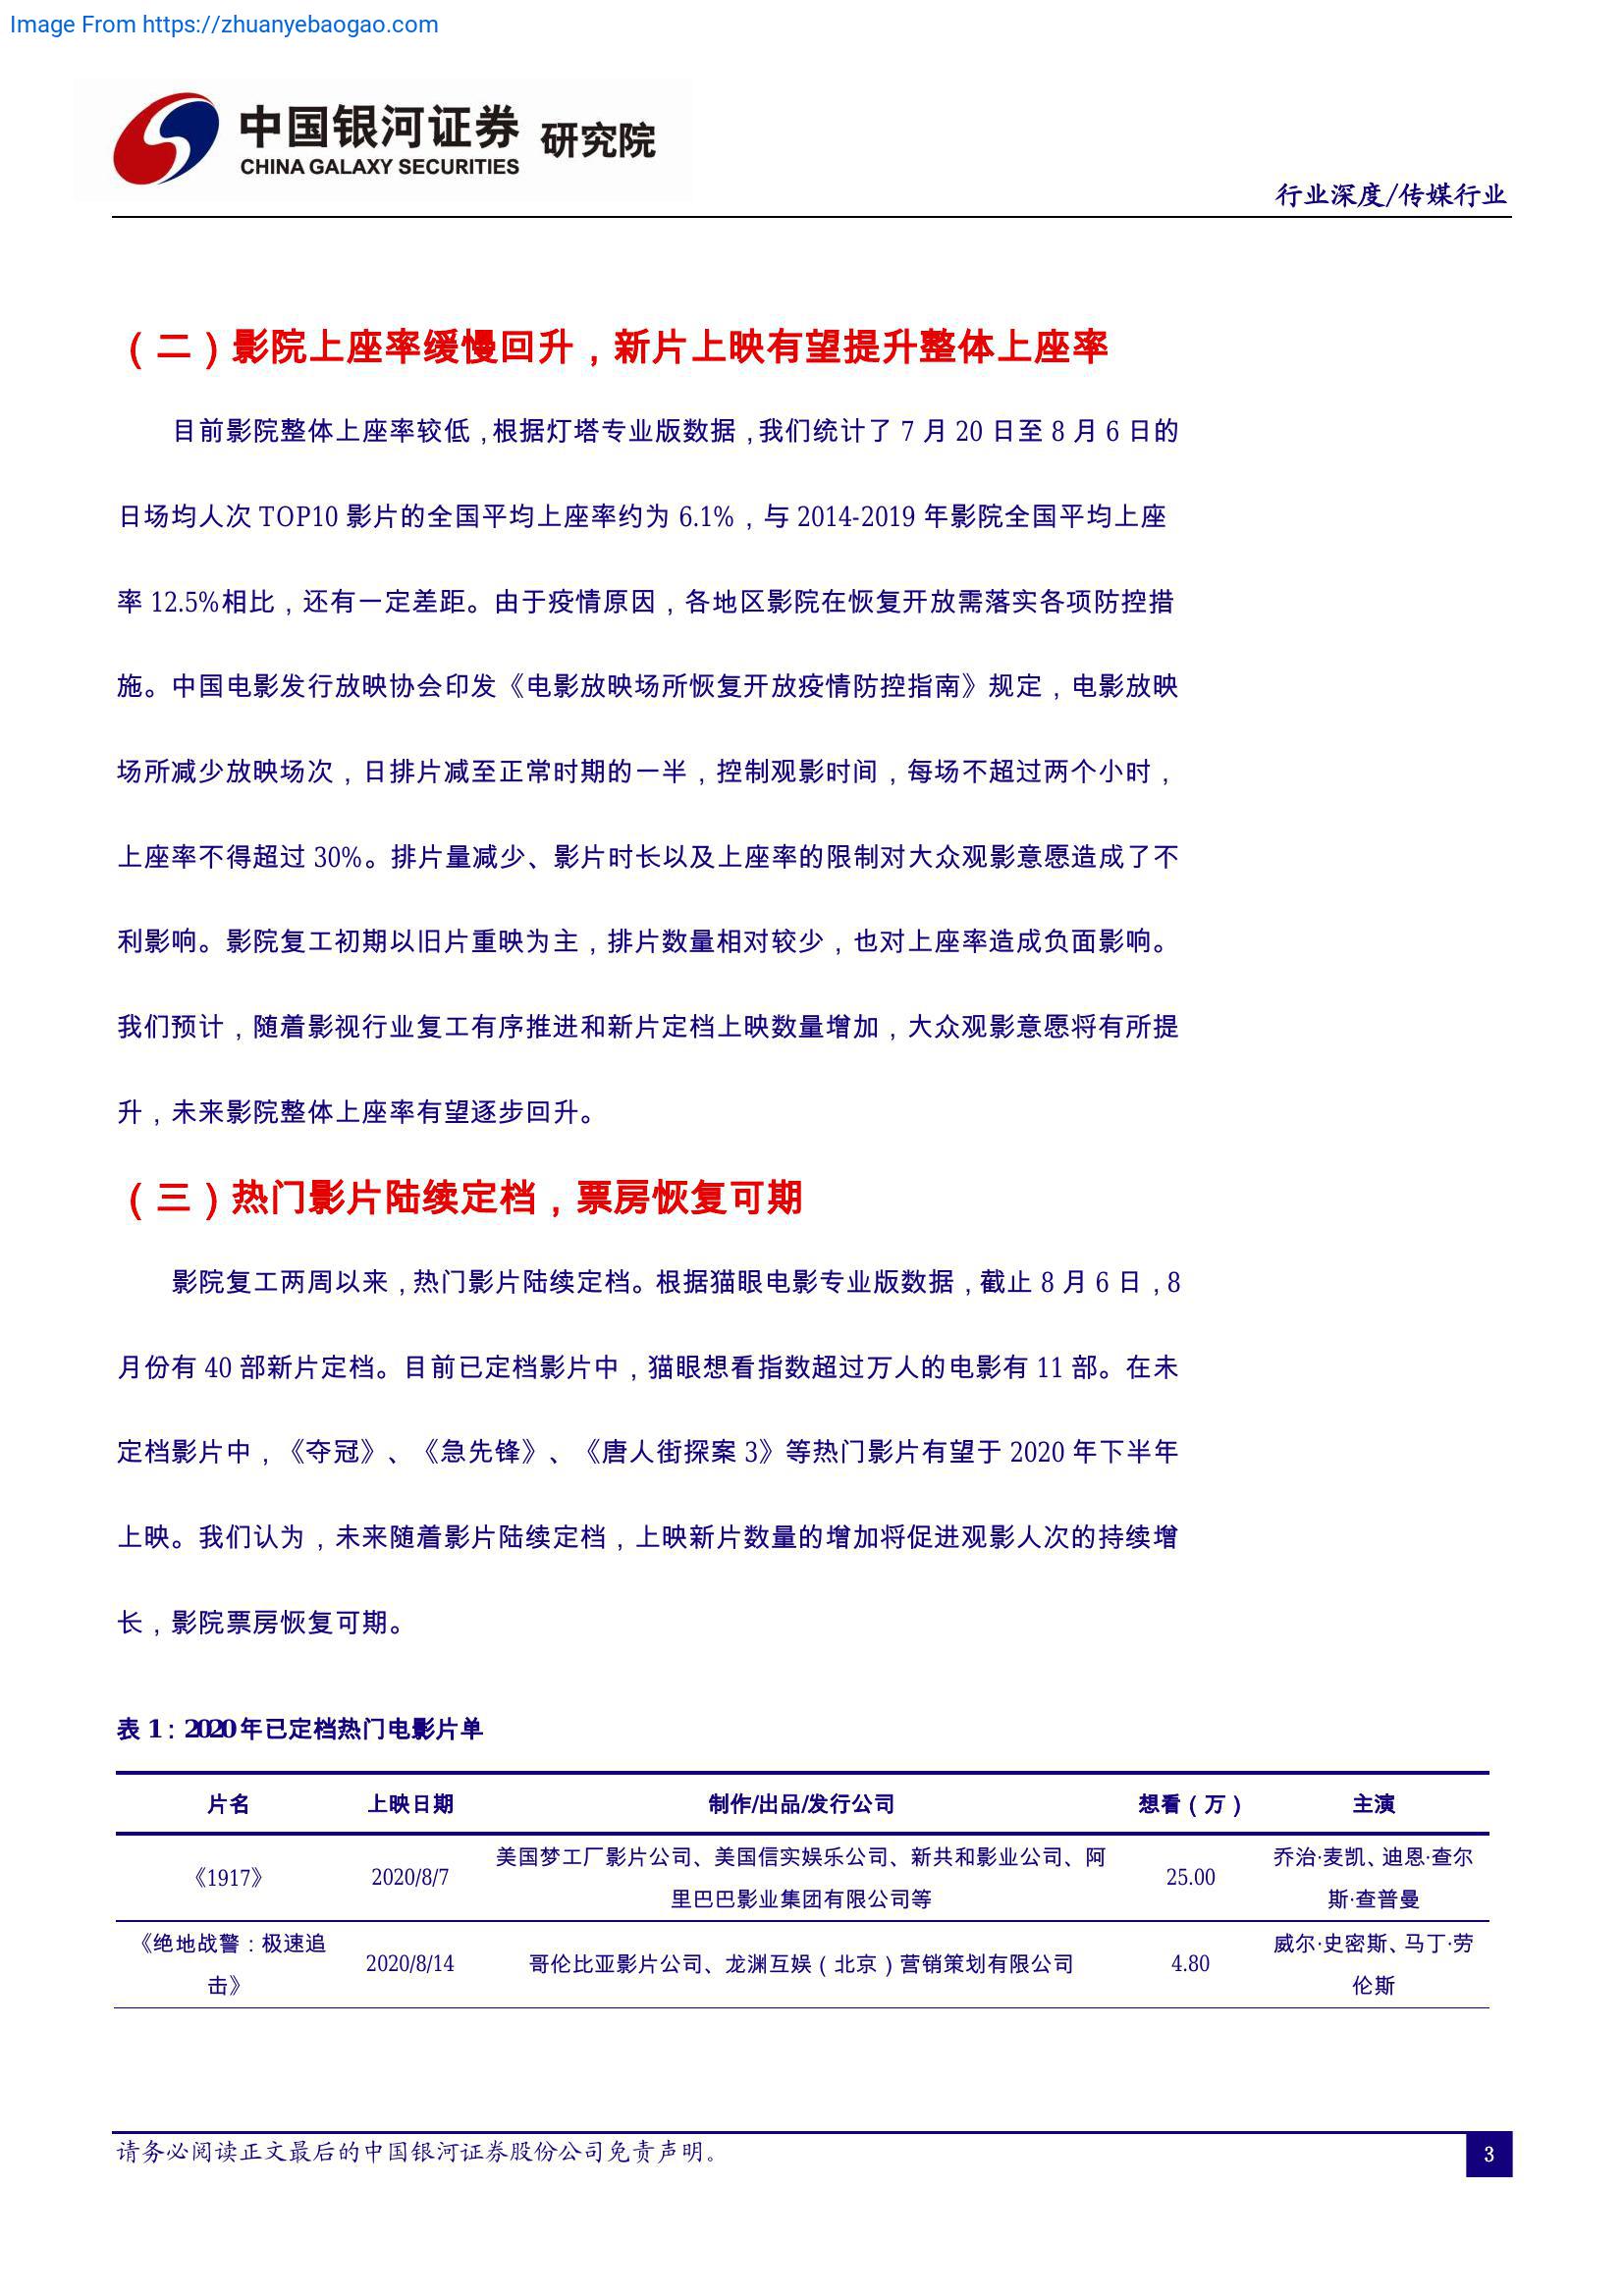 Image From https://zhuanyebaogao.com
中国银河证券 研究院
CHINA GALAXY SECURITIES
行业深度/传媒行业
（二）影院上座率缓慢回升，新片上映有望提升整体上座率
目前影院整体上座率较低，根据灯塔专业版数据，我们统计了 7 月 20 日至 8 月 6 日的
日场均人次 TOP10 影片的全国平均上座率约为 6.1%，与 2014-2019 年影院全国平均上座
率 12.5%相比，还有一定差距。由于疫情原因，各地区影院在恢复开放需落实各项防控措
施。中国电影发行放映协会印发《电影放映场所恢复开放疫情防控指南》规定，电影放映
场所减少放映场次，日排片减至正常时期的一半，控制观影时间，每场不超过两个小时，
上座率不得超过 30%。排片量减少、影片时长以及上座率的限制对大众观影意愿造成了不
利影响。影院复工初期以旧片重映为主，排片数量相对较少，也对上座率造成负面影响。
我们预计，随着影视行业复工有序推进和新片定档上映数量增加，大众观影意愿将有所提
升，未来影院整体上座率有望逐步回升。
（三）热门影片陆续定档，票房恢复可期
影院复工两周以来，热门影片陆续定档。根据猫眼电影专业版数据，截止 8 月 6 日，8
月份有 40 部新片定档。目前已定档影片中，猫眼想看指数超过万人的电影有 11 部。在未
定档影片中，《夺冠》、《急先锋》、《唐人街探案 3》等热门影片有望于 2020 年下半年
上映。我们认为，未来随着影片陆续定档，上映新片数量的增加将促进观影人次的持续增
长，影院票房恢复可期。
表 1：2020 年已定档热门电影片单
片名 上映日期 制作/出品/发行公司 想看（万） 主演
《1917》 2020/8/7 美国梦工厂影片公司、美国信实娱乐公司、新共和影业公司、阿 25.00 乔治·麦凯、迪恩·查尔
里巴巴影业集团有限公司等 斯·查普曼
《绝地战警：极速追 2020/8/14 哥伦比亚影片公司、龙渊互娱（北京）营销策划有限公司 4.80 威尔·史密斯、马丁·劳
击》 伦斯
请务必阅读正文最后的中国银河证券股份公司免责声明。
3